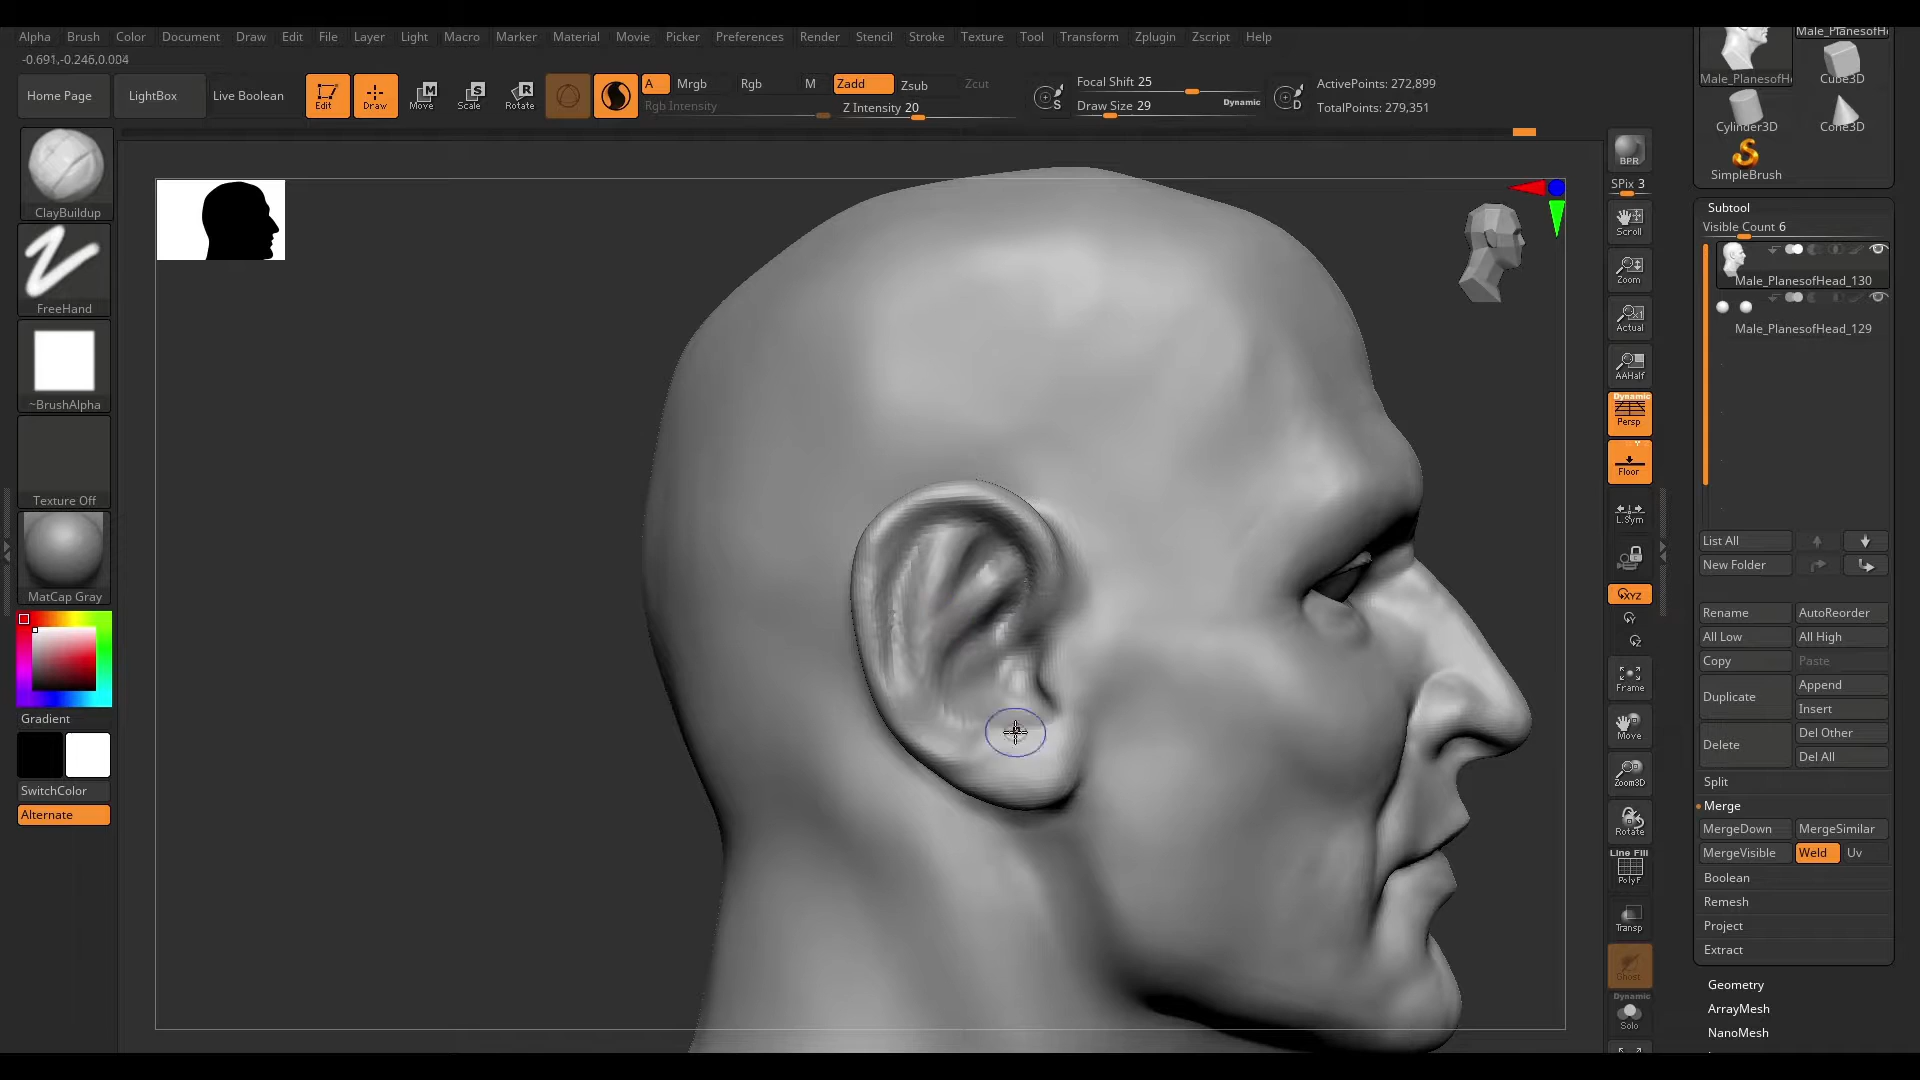 Alpha Brush Color Document Draw Edit File Layer Light Macro Marker Material Movie Picker Preferences Render Stencil Stroke Texture Tool Transform Zplugin Zscript Help
-0.691,-0.246,0.004
Home Page LightBox Live Boolean Edit Draw Move Scale Rotate
A Mrgb Rgb M Zadd Zsub Zcut
Rgb Intensity Z Intensity 20
Focal Shift 25
Draw Size 29 Dynamic
S D
ActivePoints: 272,899
TotalPoints: 279,351
ClayBuildup
FreeHand
~BrushAlpha
Texture Off
MatCap Gray
Gradient
SwitchColor
Alternate
BPR
SPix 3
Scroll
Zoom
Actual
AAHalf
Dynamic
Persp
Floor
L.Sym
XYZ
Frame
Move
Zoom3D
Rotate
Line Fill
PolyF
Transp
Ghost
Dynamic
Solo
Male_PlanesofH
Male_PlanesofH
Cube3D
Cylinder3D Cone3D
SimpleBrush
Subtool
Visible Count 6
Male_PlanesofHead_130
Male_PlanesofHead_129
List All
New Folder
Rename AutoReorder
All Low All High
Copy Paste
Duplicate Append
Insert
Delete Del Other
Del All
Split
Merge
MergeDown MergeSimilar
MergeVisible Weld Uv
Boolean
Remesh
Project
Extract
Geometry
ArrayMesh
NanoMesh